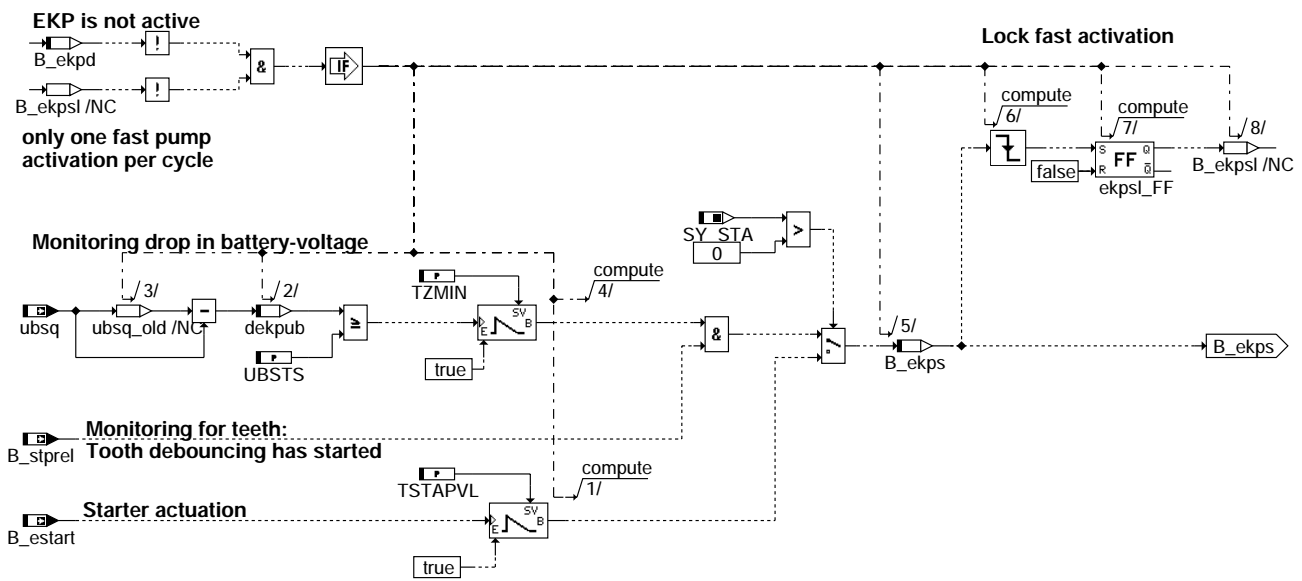 EKP is not active
B_ekpd
!
&
IF
B_ekpsl /NC
!
only one fast pump
activation per cycle
Lock fast activation
compute
6/
compute
7/
8/
S Q
R Q
FF
false
ekpsl_FF
B_ekpsl /NC
Monitoring drop in battery-voltage
SY_STA
0
>
3/
2/
P
TZMIN
compute
4/
ubsq
ubsq_old /NC
-
dekpub
≥
SV
B
E
P
UBSTS
true
&
5/
B_ekps
B_ekps
B_stprel
Monitoring for teeth:
Tooth debouncing has started
P
TSTAPVL
compute
1/
B_estart
Starter actuation
SV
B
E
true